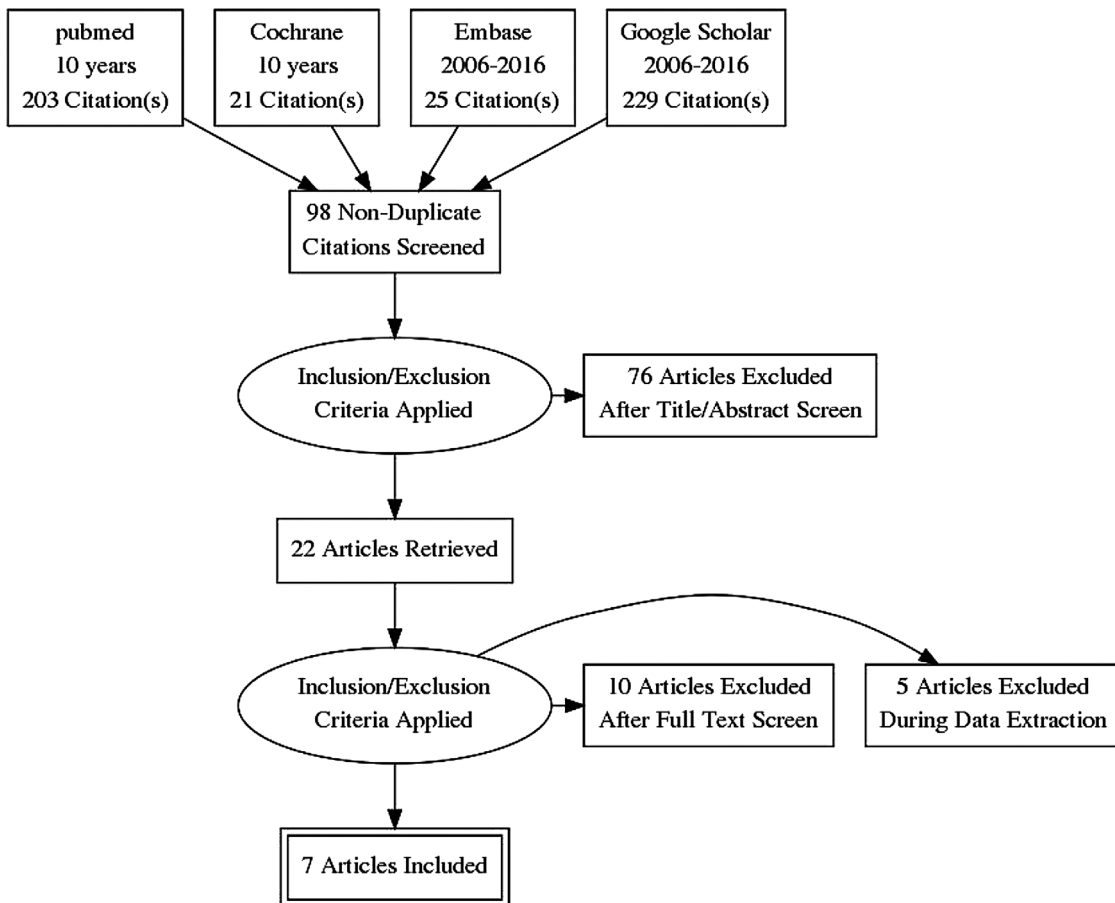 pubmed
10 years
203 Citation(s)
Cochrane
10 years
21 Citation(s)
Embase
2006-2016
25 Citation(s)
Google Scholar
2006-2016
229 Citation(s)
98 Non-Duplicate
Citations Screened
Inclusion/Exclusion
Criteria Applied
76 Articles Excluded
After Title/Abstract Screen
22 Articles Retrieved
Inclusion/Exclusion
Criteria Applied
10 Articles Excluded
After Full Text Screen
5 Articles Excluded
During Data Extraction
7 Articles Included